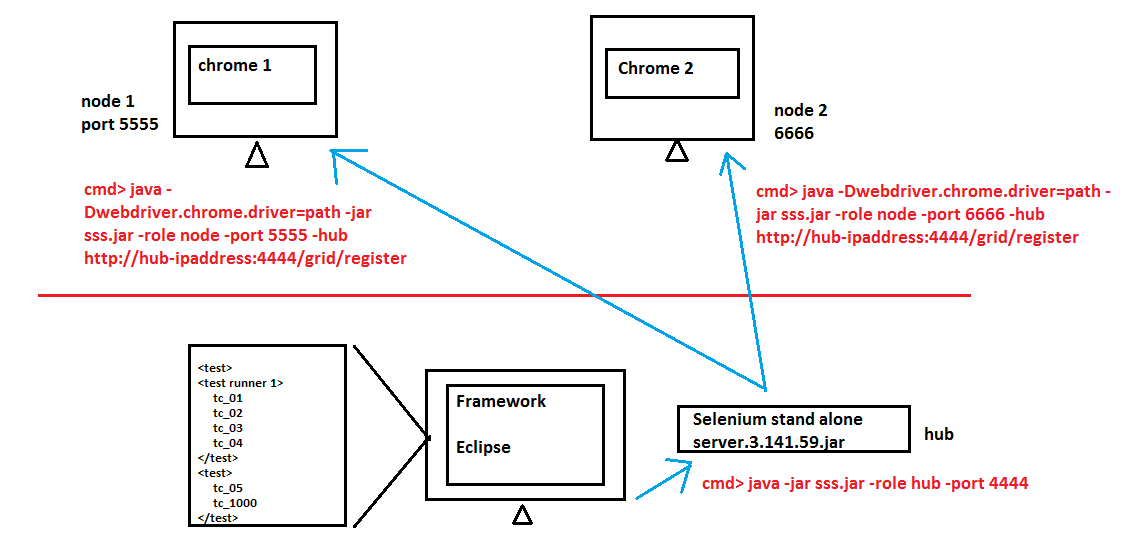 chrome 1
Chrome 2
node 1
port 5555
node 2
6666
cmd> java -
Dwebdriver.chrome.driver=path -jar
sss.jar -role node -port 5555 -hub
http://hub-ipaddress:4444/grid/register
cmd> java -Dwebdriver.chrome.driver=path -
jar sss.jar -role node -port 6666 -hub
http://hub-ipaddress:4444/grid/register
<test>
<test runner 1>
tc_01
tc_02
tc_03
tc_04
</test>
<test>
tc_05
tc_1000
</test>
Framework
Eclipse
Selenium stand alone
server.3.141.59.jar
hub
cmd> java -jar sss.jar -role hub -port 4444